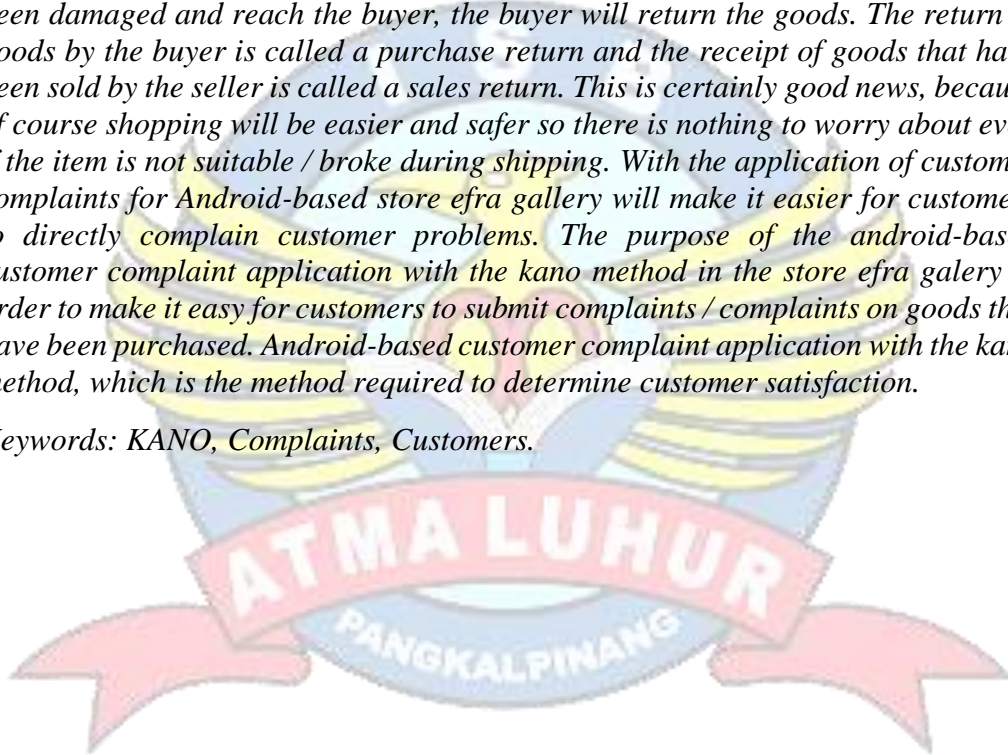 een damaged and reach the buyer, the buyer will return the goods. The return
oods by the buyer is called a purchase return and the receipt of goods that ha
een sold by the seller is called a sales return. This is certainly good news, becau
f course shopping will be easier and safer so there is nothing to worry about ev
f the item is not suitable / broke during shipping. With the application of custom
omplaints for Android-based store efra gallery will make it easier for custome
o directly complain customer problems. The purpose of the android-bas
ustomer complaint application with the kano method in the store efra galery
rder to make it easy for customers to submit complaints / complaints on goods th
ave been purchased. Android-based customer complaint application with the ka
ethod, which is the method required to determine customer satisfaction.
eywords: KANO, Complaints, Customers.
ATMA LUHUR
PANGKALPINANG